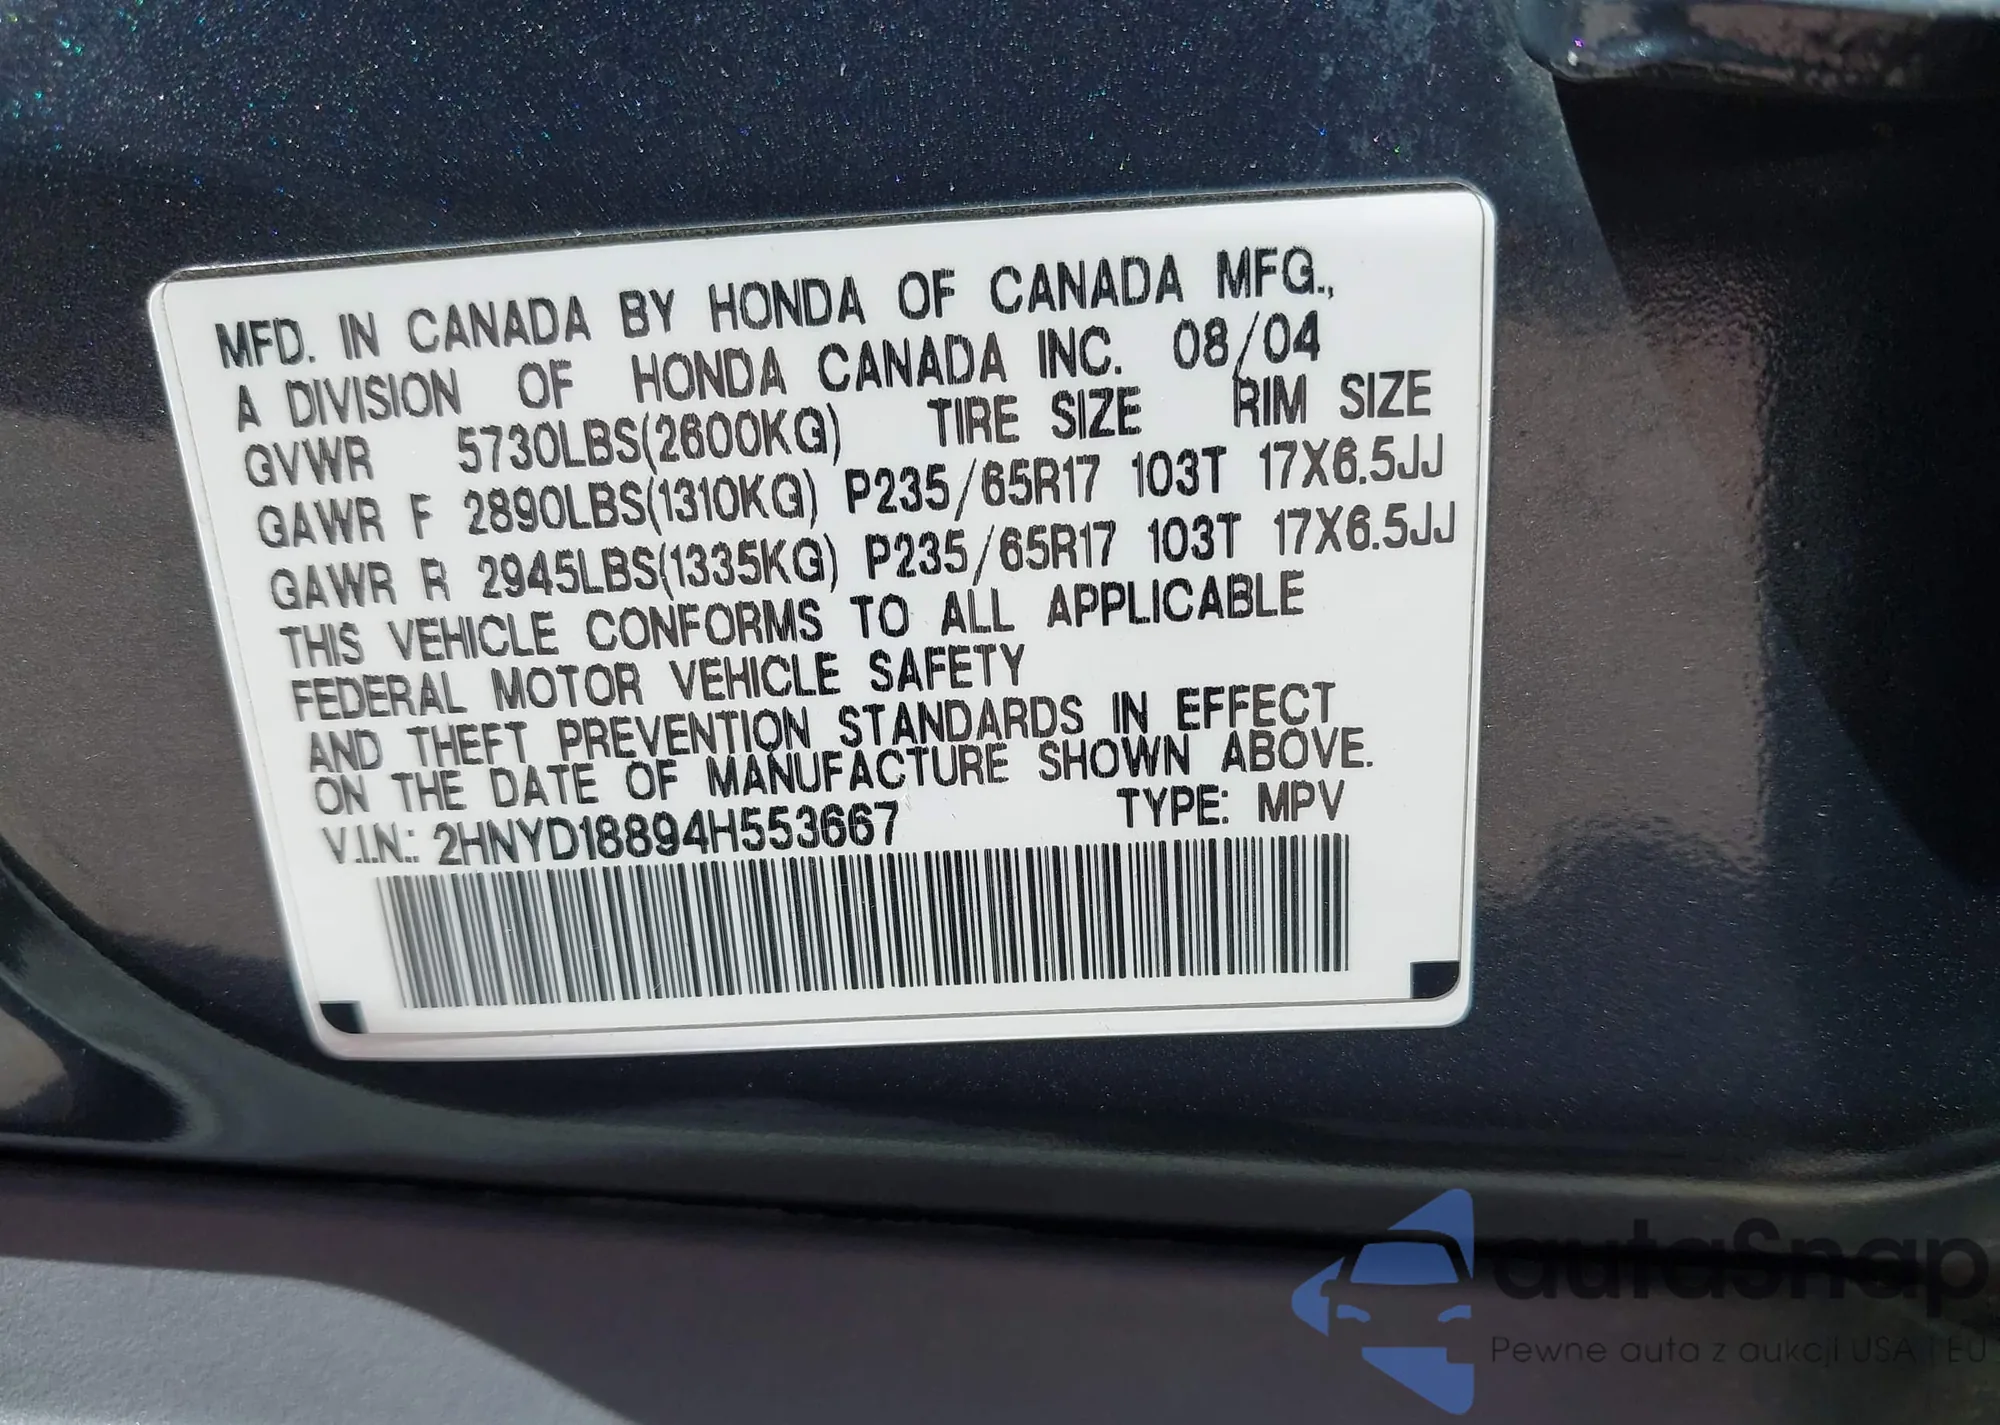 MFD. IN CANADA BY HONDA OF CANADA MFG.,
A DIVISION OF HONDA CANADA INC. 08/04
GVWR 5730LBS(2600KG) TIRE SIZE RIM SIZE
GAWR F 2890LBS(1310KG) P235/65R17 103T 17X6.5JJ
GAWR R 2945LBS(1335KG) P235/65R17 103T 17X6.5JJ
THIS VEHICLE CONFORMS TO ALL APPLICABLE
FEDERAL MOTOR VEHICLE SAFETY
AND THEFT PREVENTION STANDARDS IN EFFECT
ON THE DATE OF MANUFACTURE SHOWN ABOVE.
V.I.N.: 2HNYD18894H553667 TYPE: MPV
autaSnap
Pewne auta z aukcji USA i EU